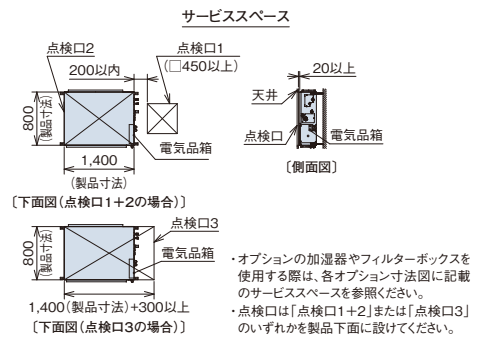 サービススペース
点検口2
点検口1
200以内
(□450以上)
800
(製品寸法)
電気品箱
1,400
(製品寸法)
〔下面図(点検口1+2の場合)〕
20以上
天井
点検口
電気品箱
〔側面図〕
点検口3
800
(製品寸法)
電気品箱
1,400(製品寸法)+300以上
〔下面図(点検口3の場合)〕
・オプションの加湿器やフィルターボックスを
使用する際は、各オプション寸法図に記載
のサービススペースを参照ください。
・点検口は「点検口1+2」または「点検口3」
のいずれかを製品下面に設けてください。